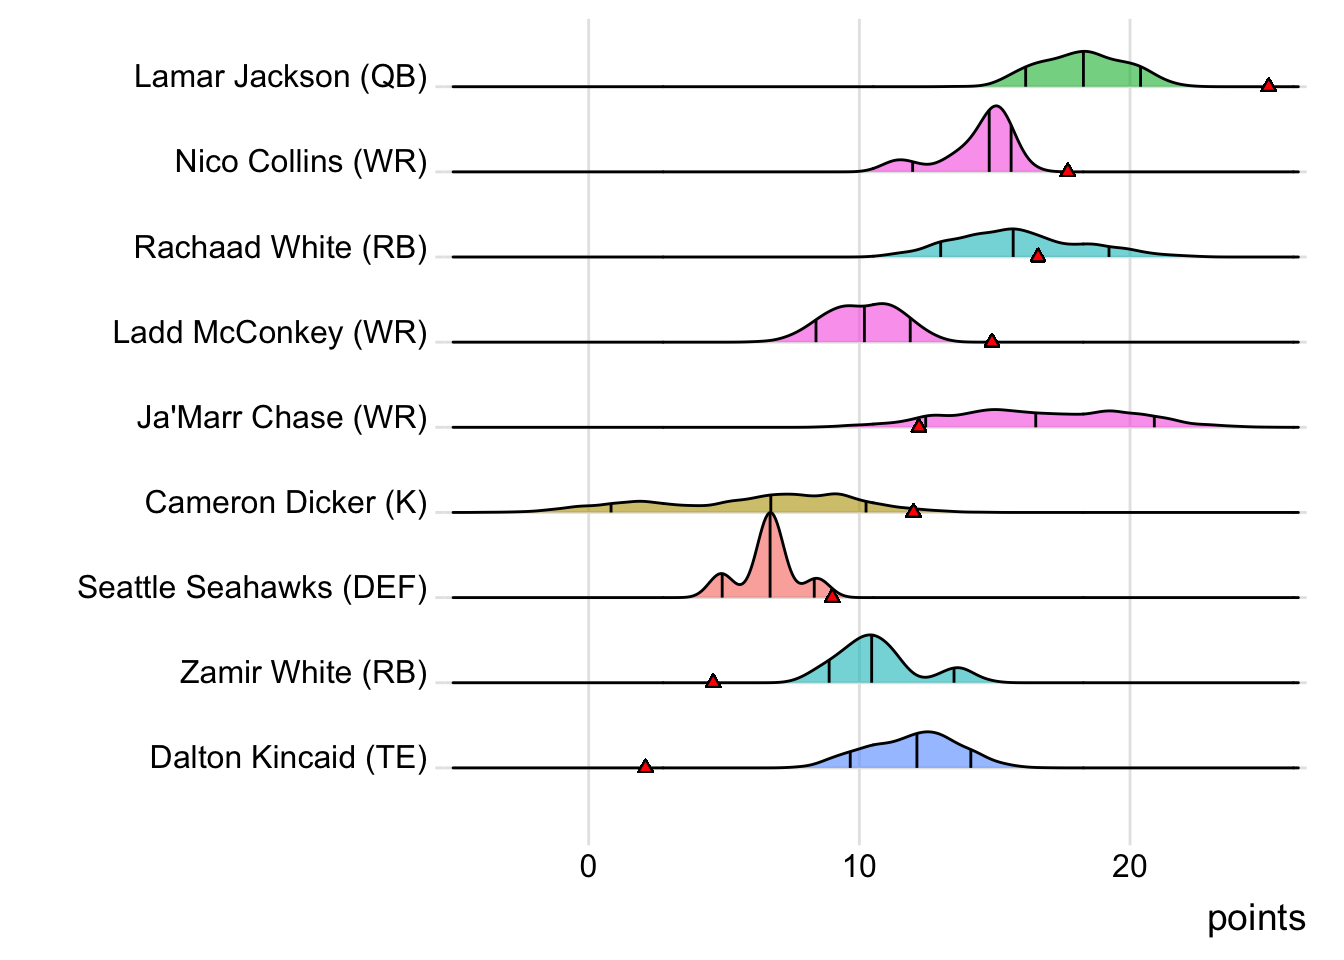 Lamar Jackson (QB)
Nico Collins (WR)
Rachaad White (RB)
Ladd McConkey (WR)
Ja'Marr Chase (WR)
Cameron Dicker (K)
Seattle Seahawks (DEF)
Zamir White (RB)
Dalton Kincaid (TE)
0 10 20
points